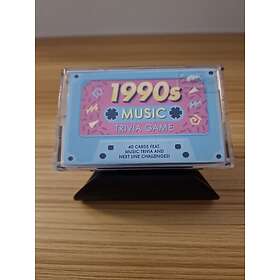 1990s
MUSIC
TRIVIA GAME
40 CARDS FEAT.
MUSIC TRIVIA AND
NEXT LINE CHALLENGES!